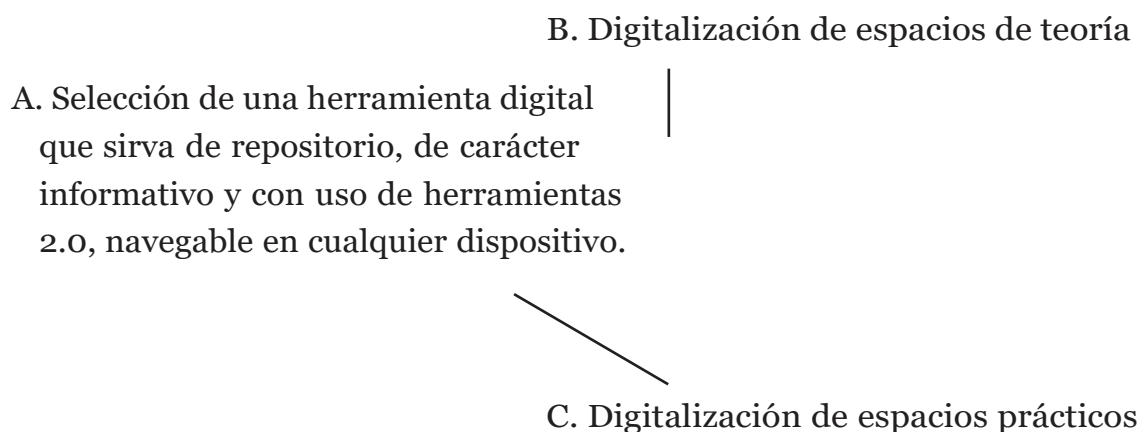 B. Digitalización de espacios de teoría
A. Selección de una herramienta digital
que sirva de repositorio, de carácter
informativo y con uso de herramientas
2.0, navegable en cualquier dispositivo.
C. Digitalización de espacios prácticos